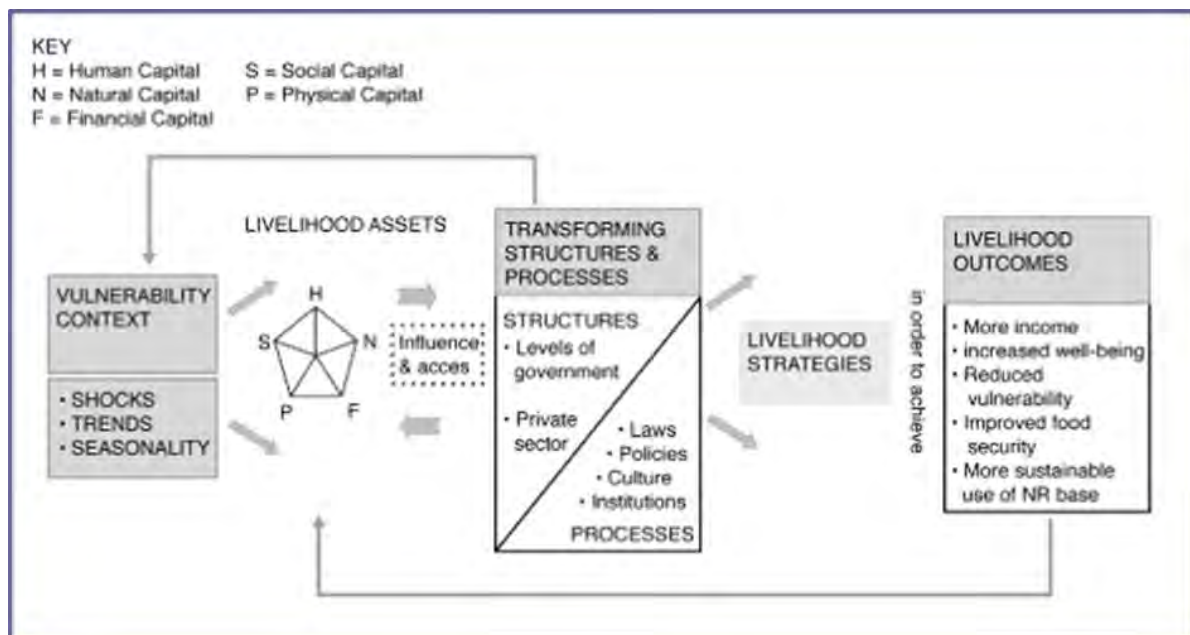 KEY
H = Human Capital
S = Social Capital
N = Natural Capital
P = Physical Capital
F = Financial Capital
LIVELIHOOD ASSETS
VULNERABILITY
CONTEXT
• SHOCKS
• TRENDS
• SEASONALITY
H
S
N
P
F
Influence
& acces
TRANSFORMING
STRUCTURES &
PROCESSES
STRUCTURES
• Levels of
government
• Private
sector
• Laws
• Policies
• Culture
• Institutions
PROCESSES
LIVELIHOOD
STRATEGIES
in order to achieve
LIVELIHOOD
OUTCOMES
• More income
• increased well-being
• Reduced
vulnerability
• Improved food
security
• More sustainable
use of NR base